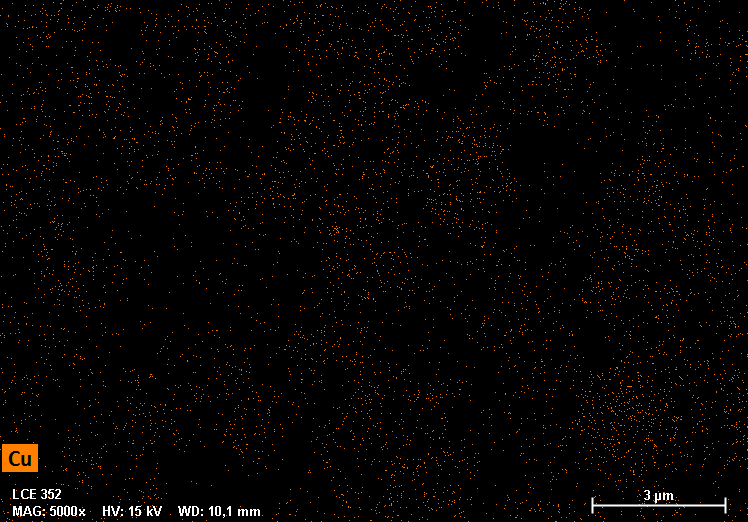 Cu
LCE 352
MAG: 5000x HV: 15 kV WD: 10,1 mm
3 µm